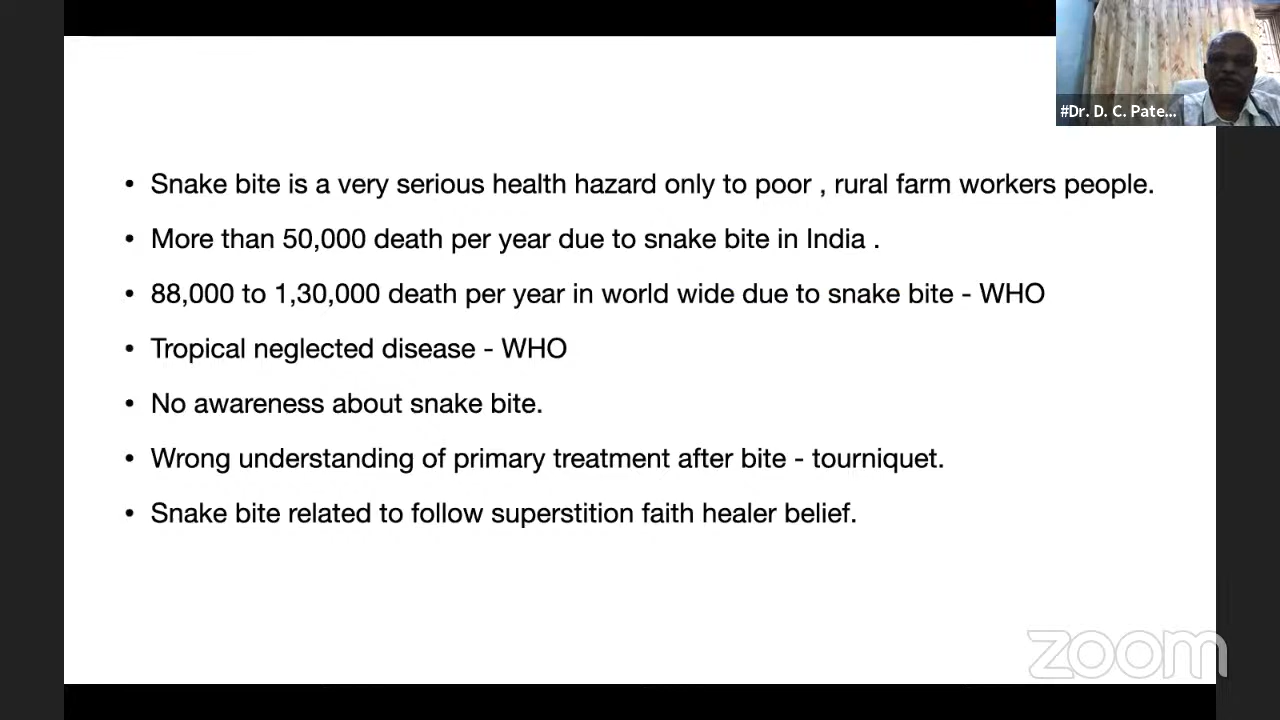 #Dr. D. C. Pate...
• Snake bite is a very serious health hazard only to poor , rural farm workers people.
• More than 50,000 death per year due to snake bite in India .
• 88,000 to 1,30,000 death per year in world wide due to snake bite - WHO
• Tropical neglected disease - WHO
• No awareness about snake bite.
• Wrong understanding of primary treatment after bite - tourniquet.
• Snake bite related to follow superstition faith healer belief.
zoom